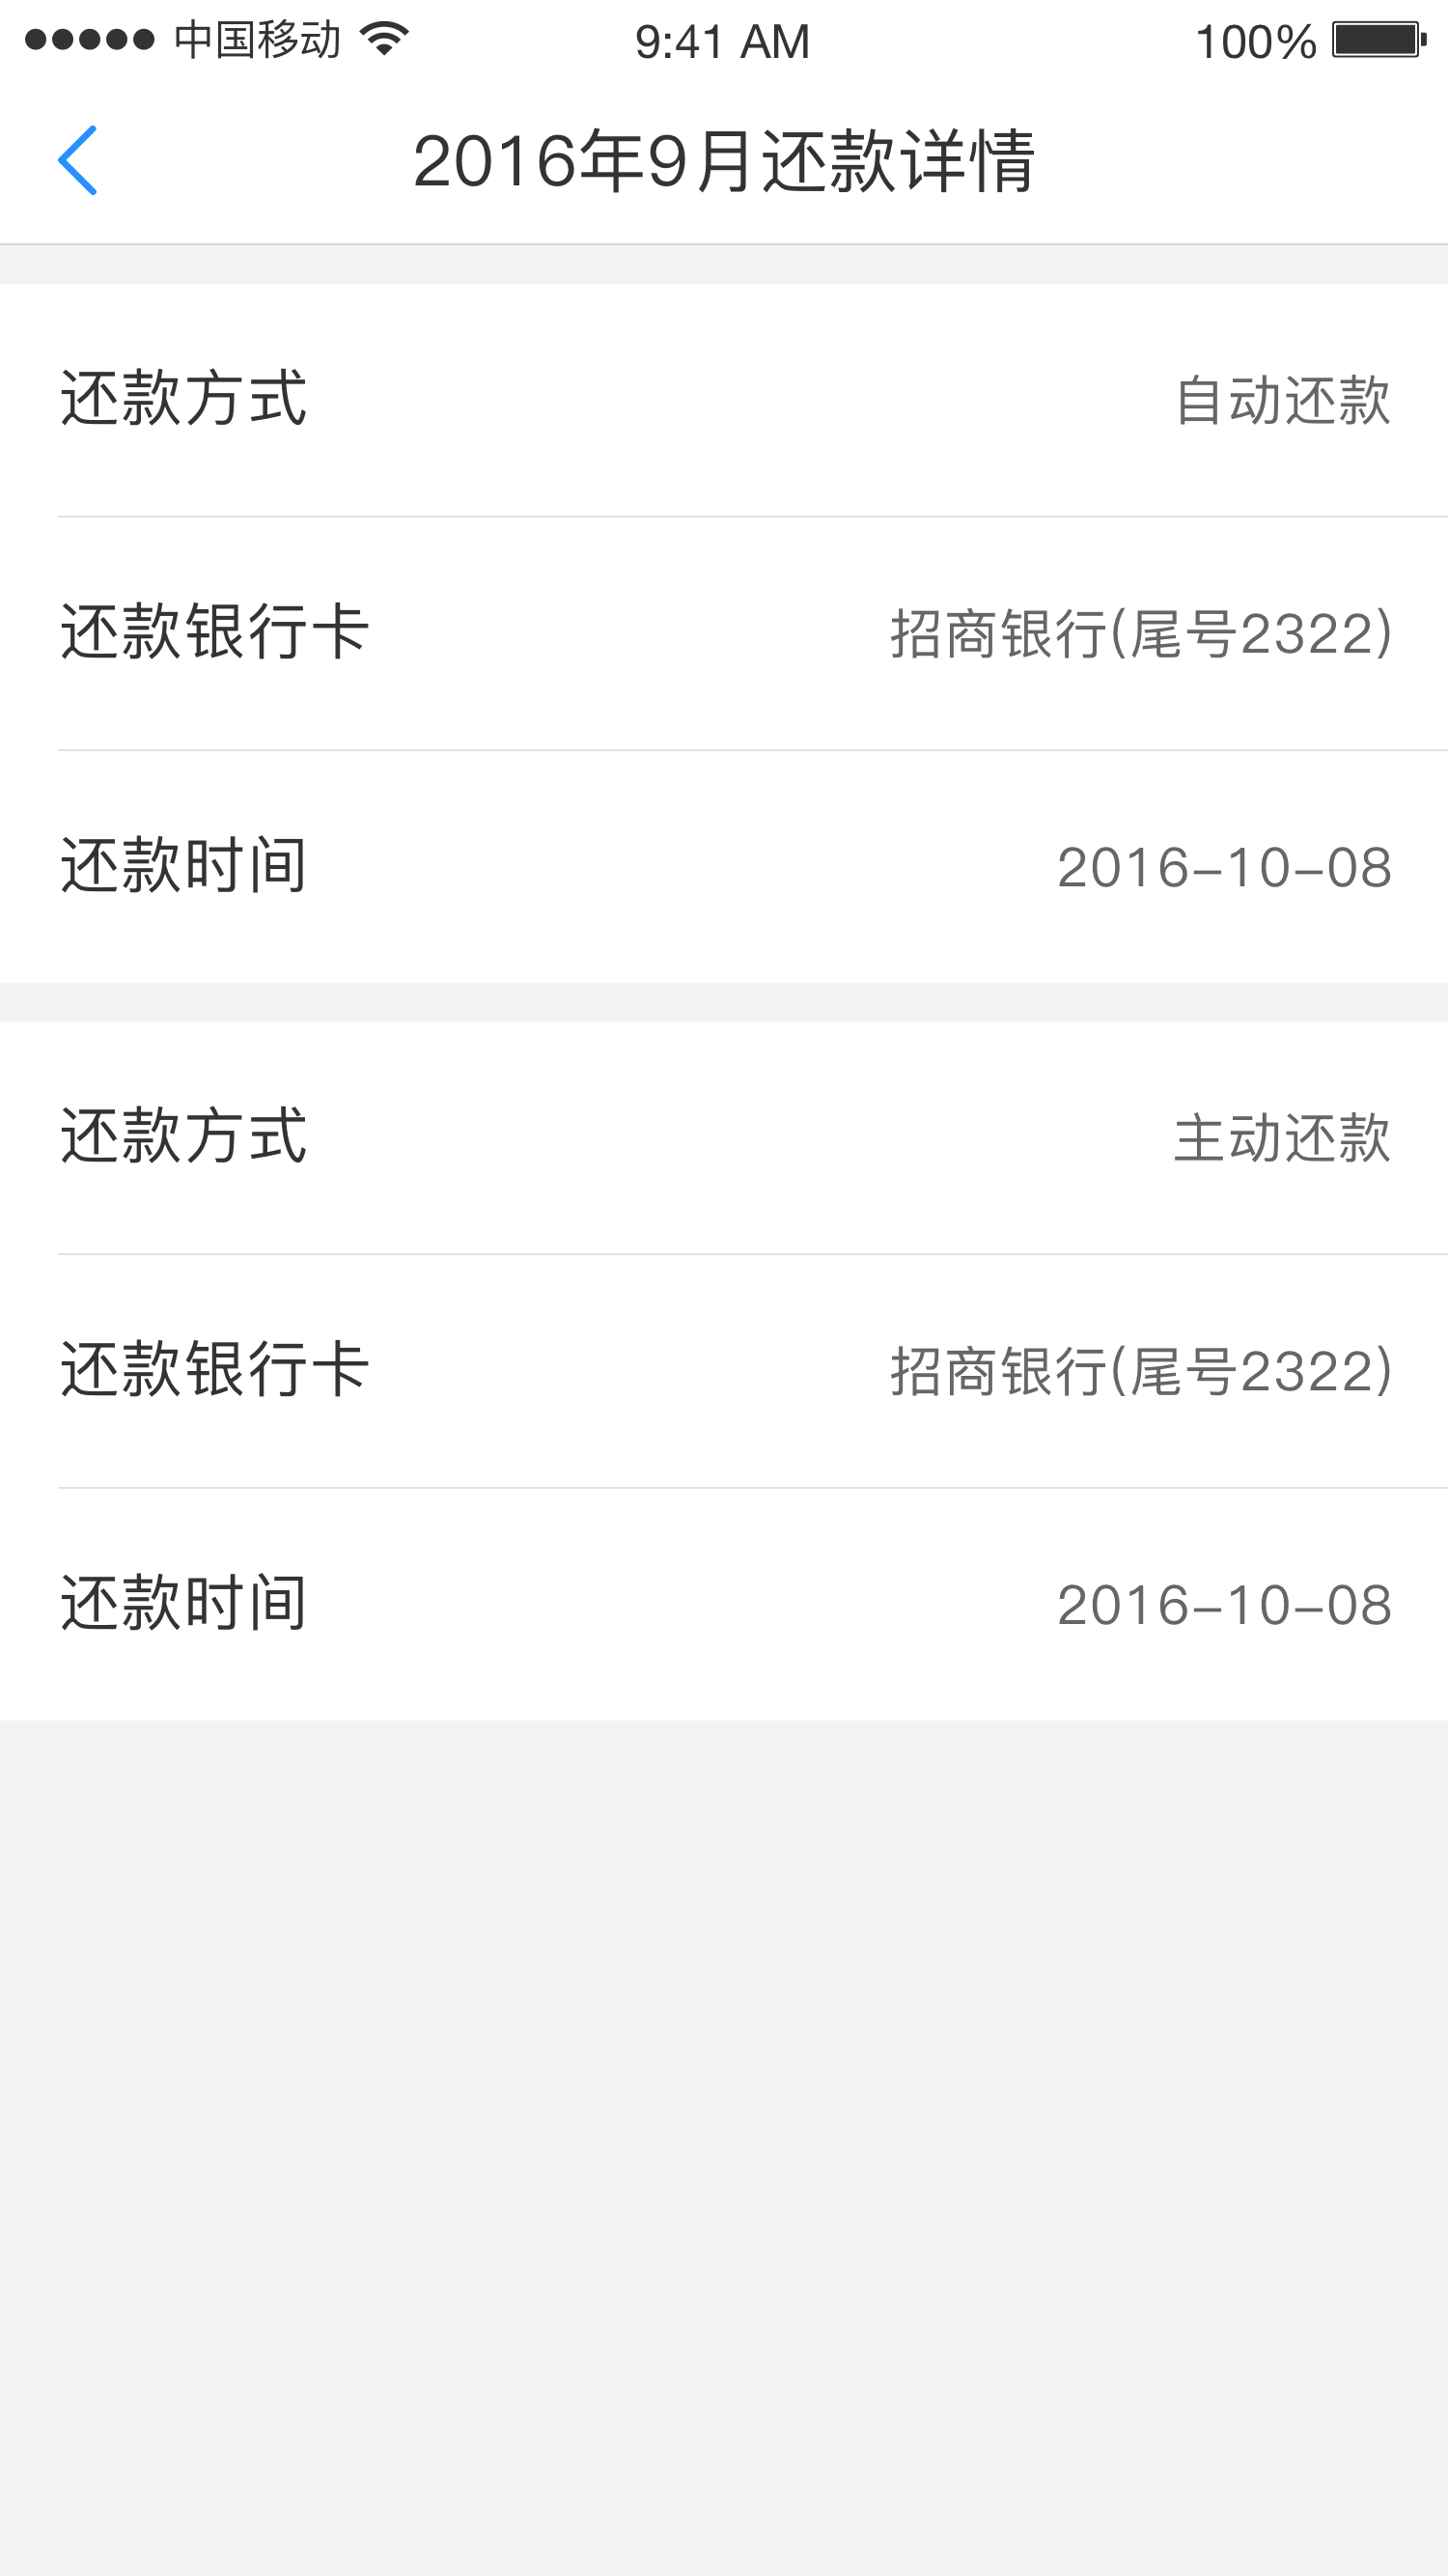 中国移动 9:41 AM 100%
2016年9月还款详情
还款方式 自动还款
还款银行卡 招商银行(尾号2322)
还款时间 2016-10-08
还款方式 主动还款
还款银行卡 招商银行(尾号2322)
还款时间 2016-10-08